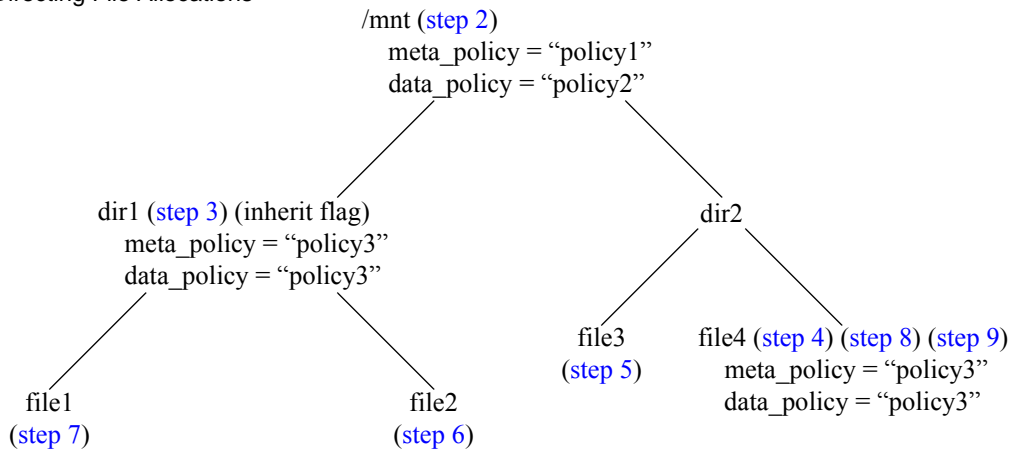 Directing File Allocations
/mnt (step 2)
meta_policy = “policy1”
data_policy = “policy2”
dir1 (step 3) (inherit flag)
meta_policy = “policy3”
data_policy = “policy3”
dir2
file3
(step 5)
file4 (step 4) (step 8) (step 9)
meta_policy = “policy3”
data_policy = “policy3”
file1
(step 7)
file2
(step 6)